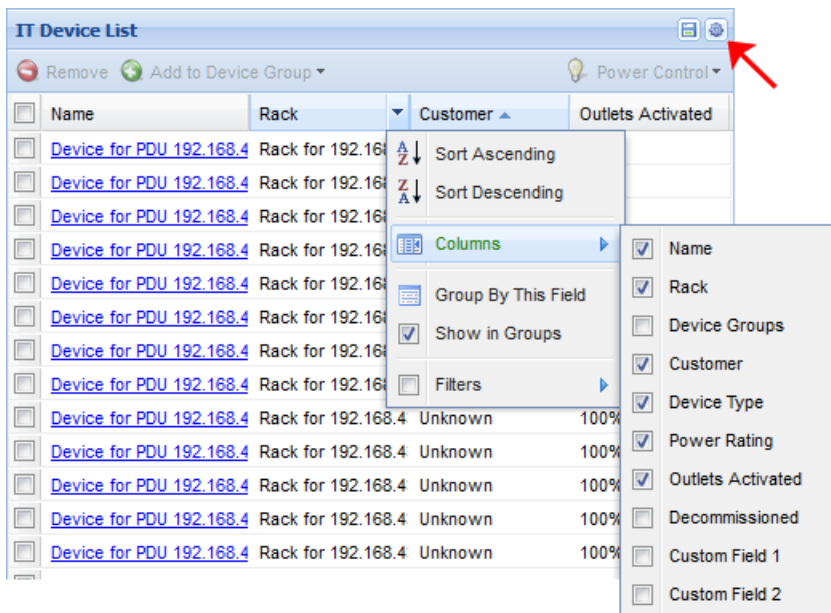 IT Device List
Remove Add to Device Group Power Control
Name Rack Customer Outlets Activated
Device for PDU 192.168.4 Rack for 192.168
Device for PDU 192.168.4 Rack for 192.168
Device for PDU 192.168.4 Rack for 192.168
Device for PDU 192.168.4 Rack for 192.168
Device for PDU 192.168.4 Rack for 192.168
Device for PDU 192.168.4 Rack for 192.168
Device for PDU 192.168.4 Rack for 192.168
Device for PDU 192.168.4 Rack for 192.168
Device for PDU 192.168.4 Rack for 192.168.4 Unknown 100%
Device for PDU 192.168.4 Rack for 192.168.4 Unknown 100%
Device for PDU 192.168.4 Rack for 192.168.4 Unknown 100%
Device for PDU 192.168.4 Rack for 192.168.4 Unknown 100%
Device for PDU 192.168.4 Rack for 192.168.4 Unknown 100%
A Z Sort Ascending
Z A Sort Descending
Columns
Group By This Field
Show in Groups
Filters
Name
Rack
Device Groups
Customer
Device Type
Power Rating
Outlets Activated
Decommissioned
Custom Field 1
Custom Field 2